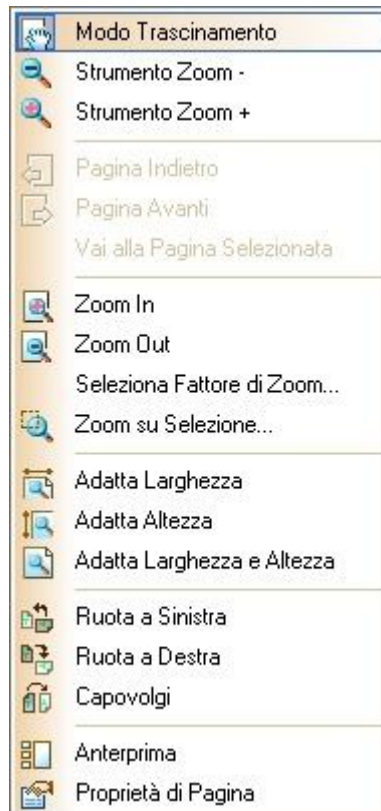 Modo Trascinamento
Strumento Zoom -
Strumento Zoom +
Pagina Indietro
Pagina Avanti
Vai alla Pagina Selezionata
Zoom In
Zoom Out
Seleziona Fattore di Zoom...
Zoom su Selezione...
Adatta Larghezza
Adatta Altezza
Adatta Larghezza e Altezza
Ruota a Sinistra
Ruota a Destra
Capovolgi
Anterprima
Proprietà di Pagina